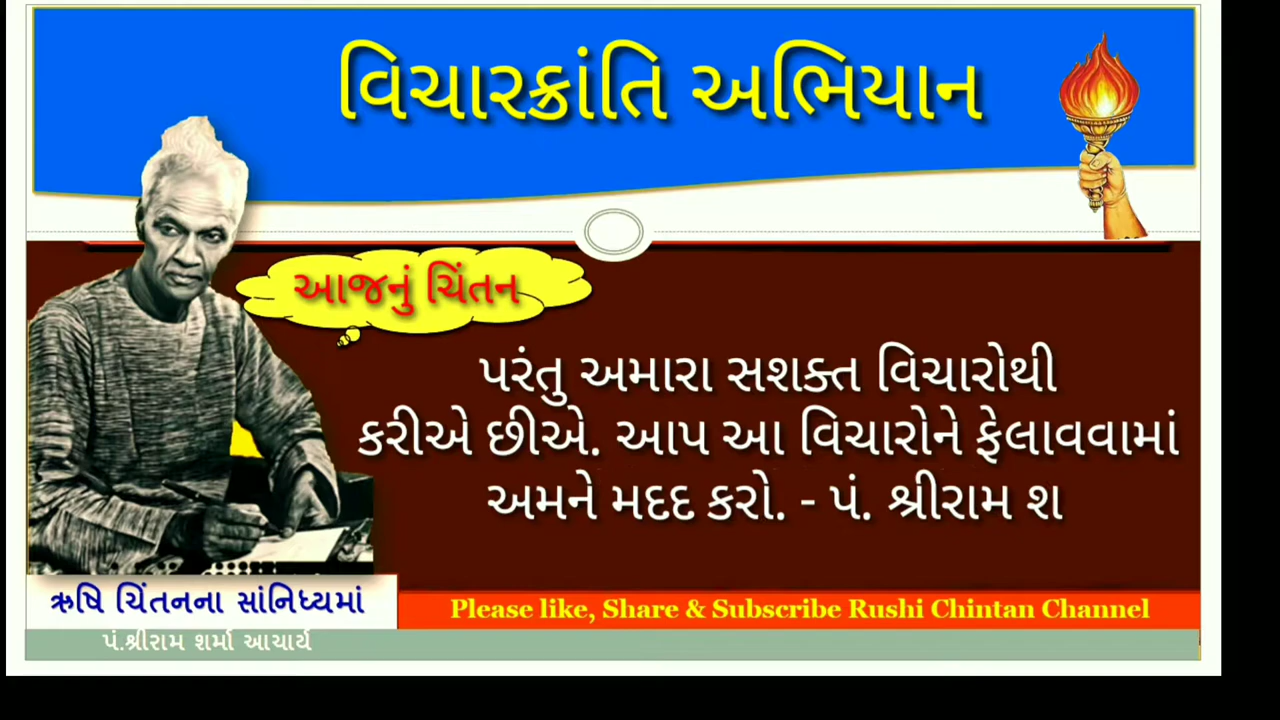 વિચારક્રાંતિ અભિયાન
આજનું ચિંતન
પરંતુ અમારા સશક્ત વિચારોથી
કરીએ છીએ. આપ આ વિચારોને ફેલાવવામાં
અમને મદદ કરો. - પં. શ્રીરામ શ
ઋષિ ચિંતનના સાંનિધ્યમાં
પં.શ્રીરામ શર્મા આચાર્ય
Please like, Share & Subscribe Rushi Chintan Channel